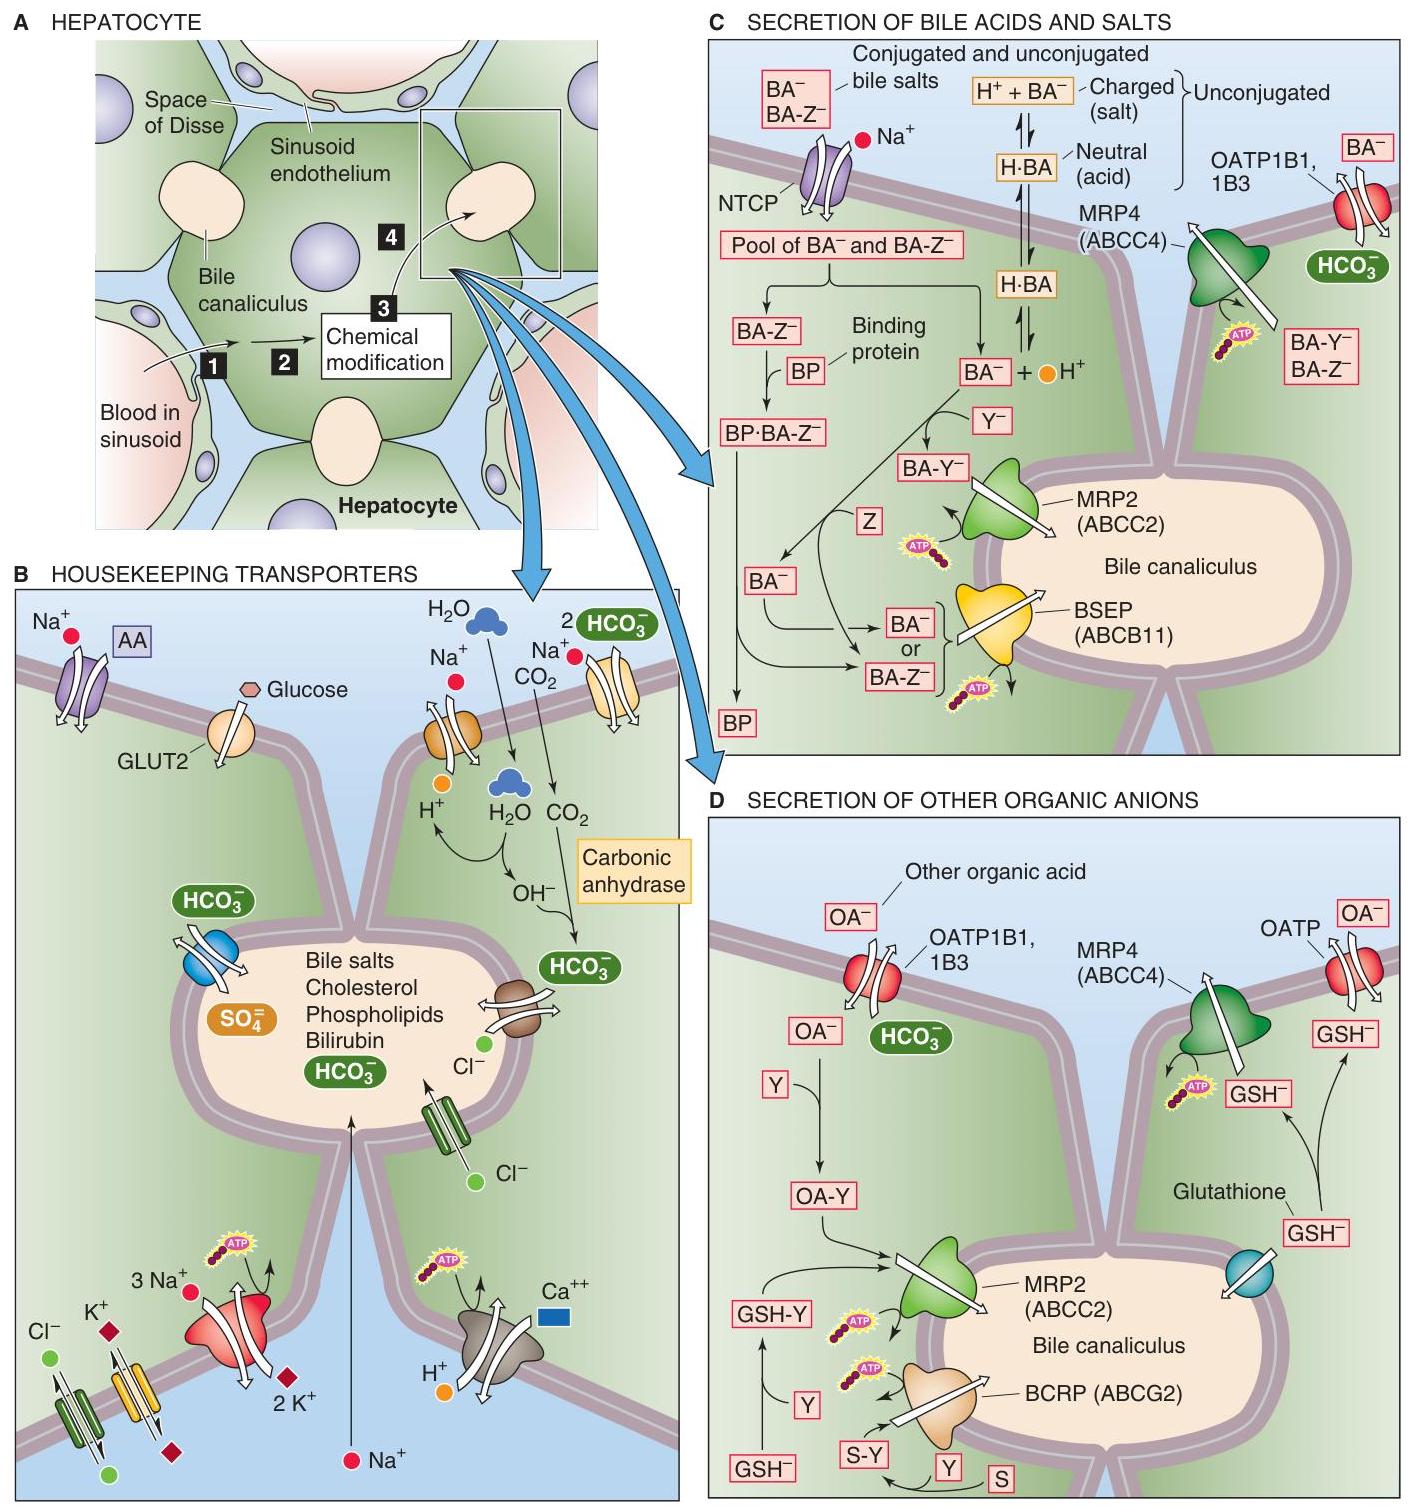 A HEPATOCYTE
Space
of Disse
Sinusoid
endothelium
Bile
canaliculus
4
3
Chemical
modification
1
2
Blood in
sinusoid
Hepatocyte
B HOUSEKEEPING TRANSPORTERS
Na⁺
AA
Glucose
GLUT2
H₂O
Na⁺
2 HCO₃⁻
Na⁺
CO₂
H⁺
H₂O
CO₂
Carbonic
anhydrase
OH⁻
HCO₃⁻
HCO₃⁻
SO₄⁼
Bile salts
Cholesterol
Phospholipids
Bilirubin
HCO₃⁻
Cl⁻
Cl⁻
ATP
3 Na⁺
K⁺
Cl⁻
2 K⁺
ATP
Ca⁺⁺
H⁺
Na⁺
C SECRETION OF BILE ACIDS AND SALTS
Conjugated and unconjugated
bile salts
BA⁻
BA-Z⁻
Na⁺
NTCP
H⁺ + BA⁻
Charged
(salt)
Unconjugated
H·BA
Neutral
(acid)
OATP1B1,
1B3
BA⁻
MRP4
(ABCC4)
HCO₃⁻
Pool of BA⁻ and BA-Z⁻
H·BA
ATP
BA-Y⁻
BA-Z⁻
BA-Z⁻
Binding
protein
BP
BA⁻ + H⁺
Y⁻
BP·BA-Z⁻
BA-Y⁻
MRP2
(ABCC2)
Z
ATP
Bile canaliculus
BA⁻
BA⁻
or
BA-Z⁻
BSEP
(ABCB11)
ATP
BP
D SECRETION OF OTHER ORGANIC ANIONS
Other organic acid
OA⁻
OATP1B1,
1B3
MRP4
(ABCC4)
OATP
OA⁻
OA⁻
HCO₃⁻
GSH⁻
Y
ATP
GSH⁻
OA-Y
Glutathione
GSH⁻
MRP2
(ABCC2)
GSH-Y
ATP
Bile canaliculus
ATP
BCRP (ABCG2)
Y
GSH⁻
S-Y
Y
S